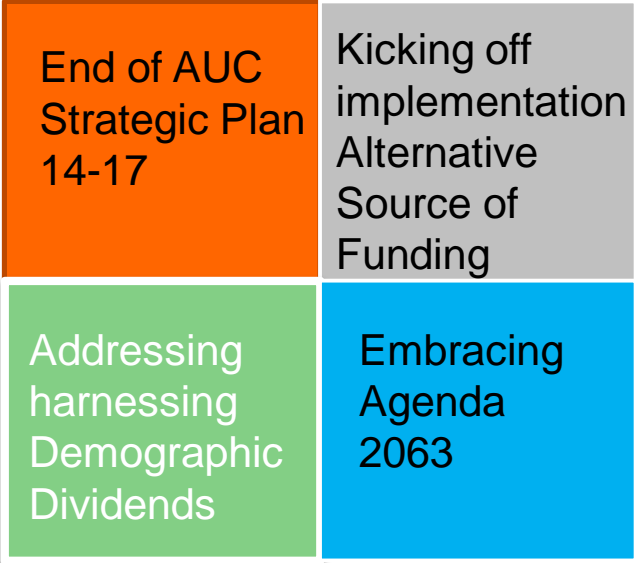 End of AUC
Strategic Plan
14-17
Kicking off
implementation
Alternative
Source of
Funding
Addressing
harnessing
Demographic
Dividends
Embracing
Agenda
2063